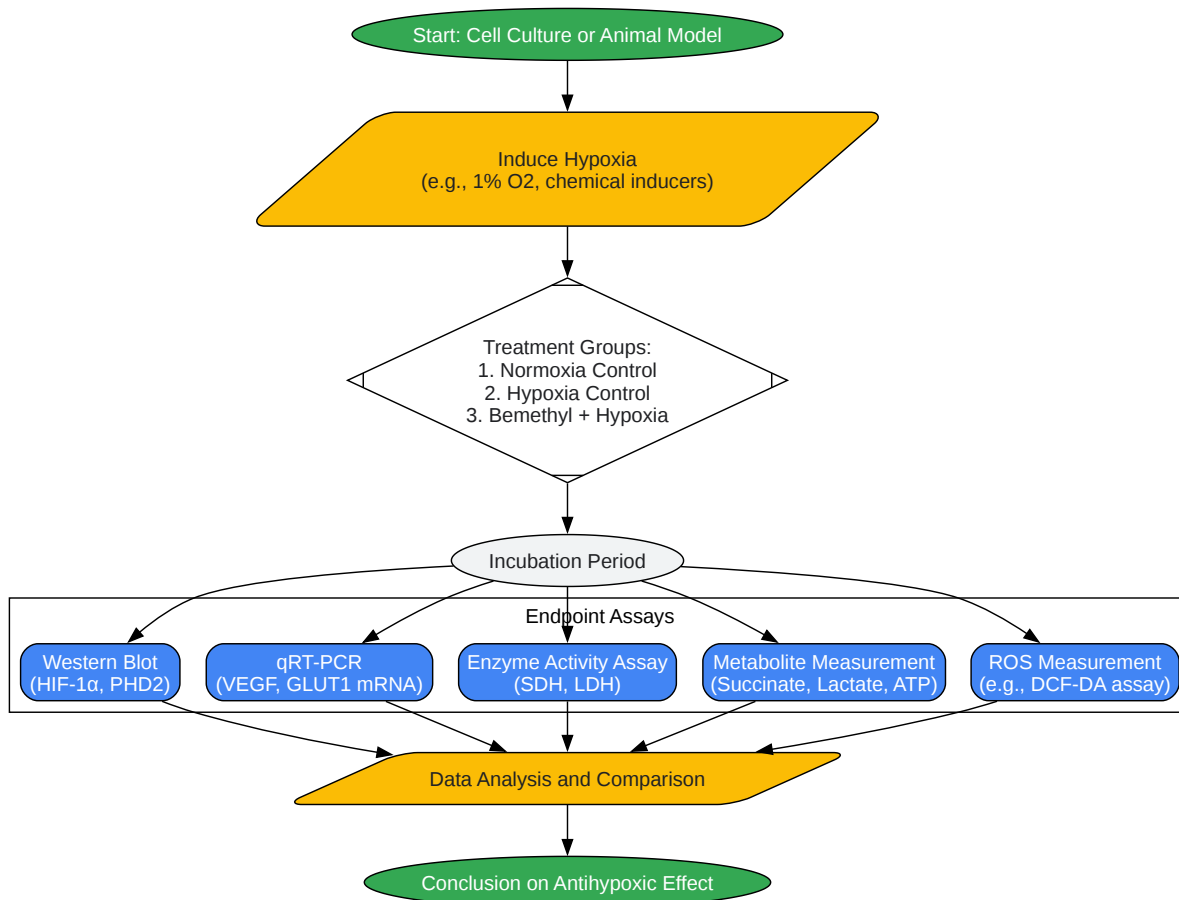 Start: Cell Culture or Animal Model
Induce Hypoxia
(e.g., 1% O2, chemical inducers)
Treatment Groups:
1. Normoxia Control
2. Hypoxia Control
3. Bemethyl + Hypoxia
Incubation Period
Endpoint Assays
Western Blot
(HIF-1α, PHD2)
qRT-PCR
(VEGF, GLUT1 mRNA)
Enzyme Activity Assay
(SDH, LDH)
Metabolite Measurement
(Succinate, Lactate, ATP)
ROS Measurement
(e.g., DCF-DA assay)
Data Analysis and Comparison
Conclusion on Antihypoxic Effect